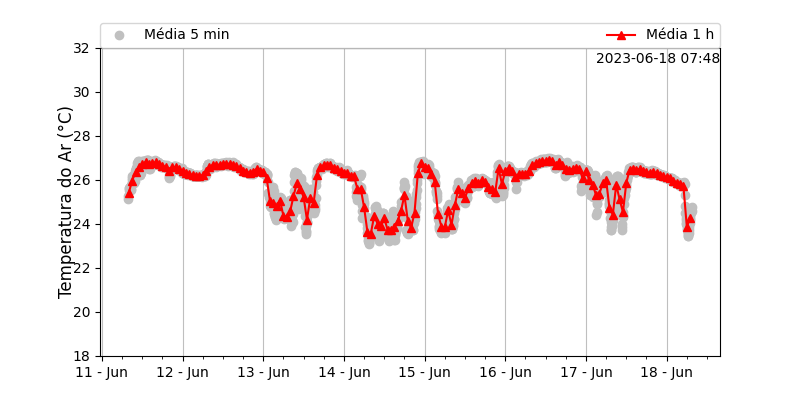 Média 5 min
Média 1 h
2023-06-18 07:48
Temperatura do Ar (°C)
32
30
28
26
24
22
20
18
11 - Jun
12 - Jun
13 - Jun
14 - Jun
15 - Jun
16 - Jun
17 - Jun
18 - Jun